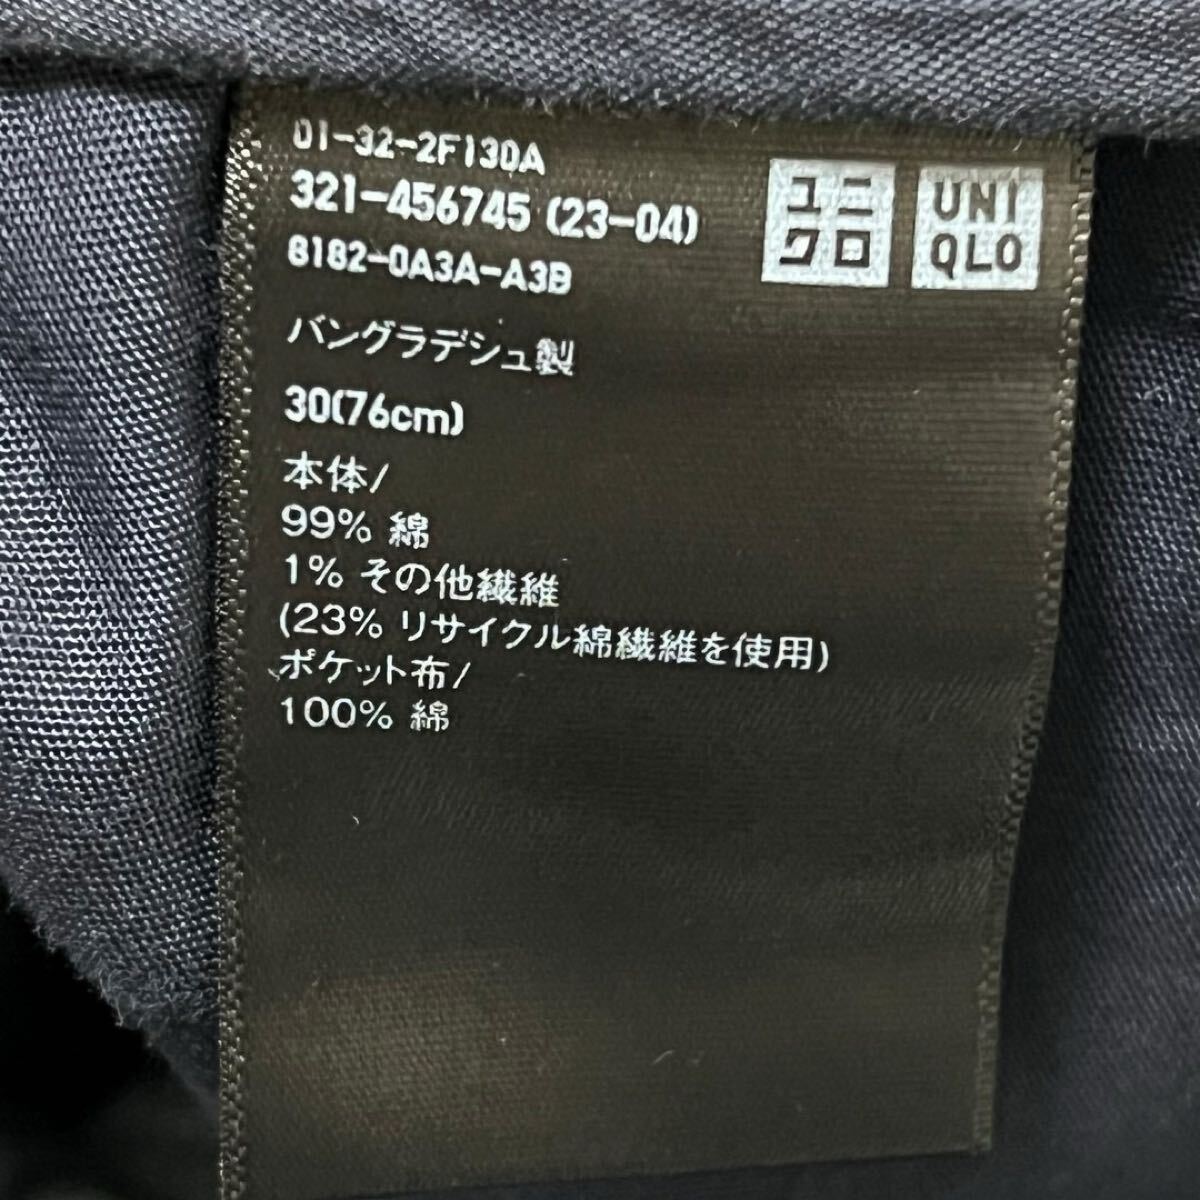 01-32-2F130A
321-456745 (23-04)
8182-0A3A-A3B
ユニ
クロ
UNI
QLO
バングラデシュ製
30(76cm)
本体/
99% 綿
1% その他繊維
(23% リサイクル綿繊維を使用)
ポケット布/
100% 綿